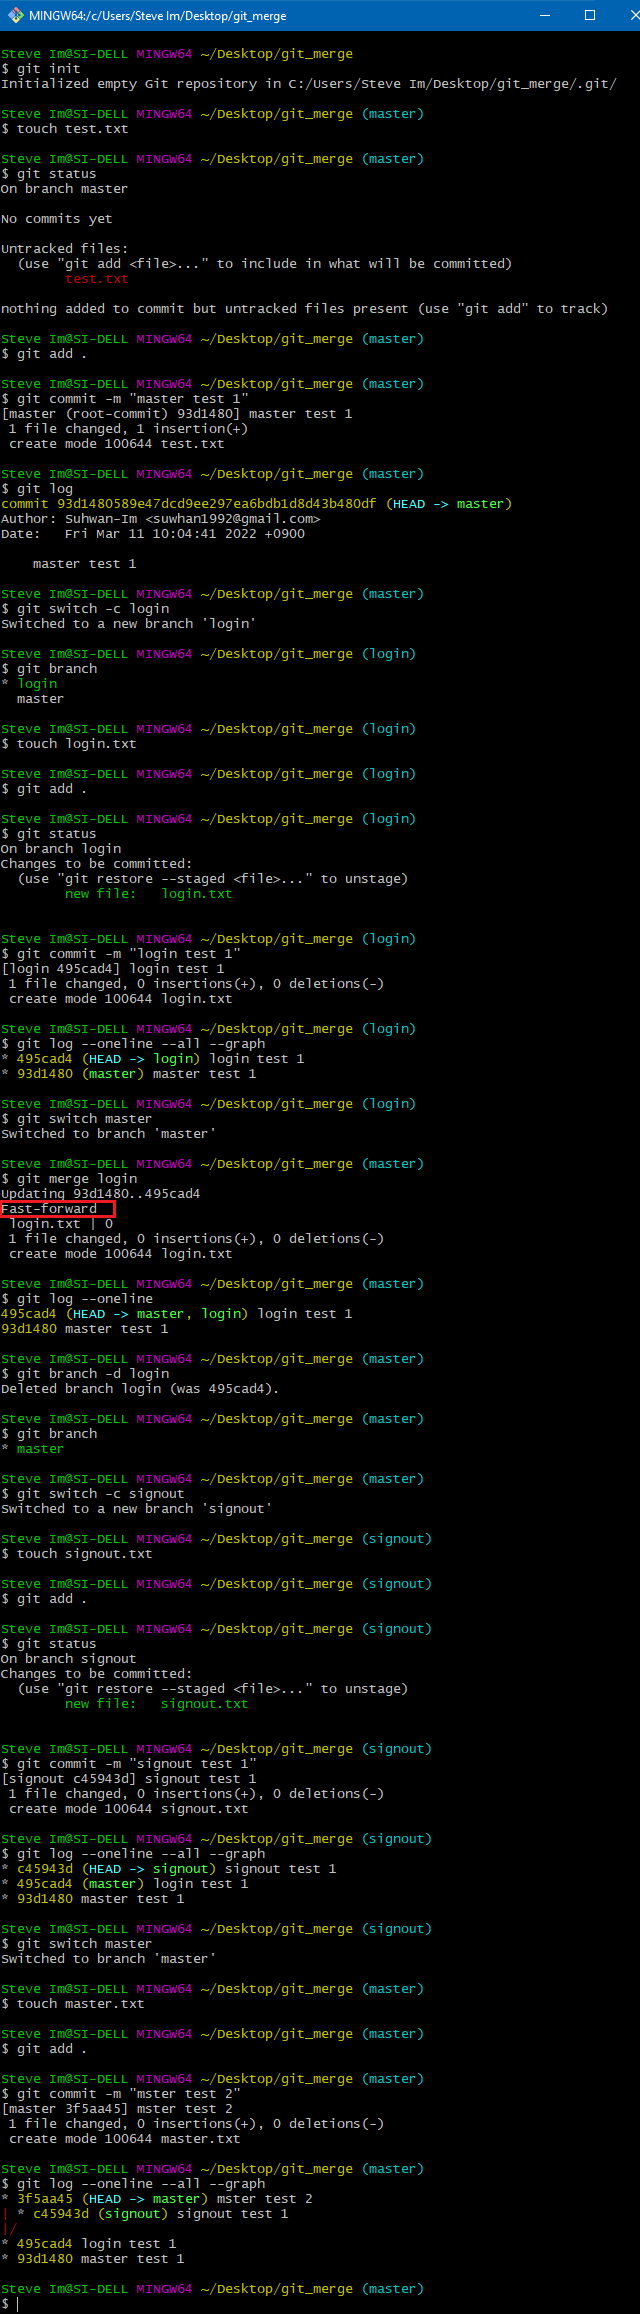 MINGW64:/c/Users/Steve Im/Desktop/git_merge
Steve Im@SI-DELL MINGW64 ~/Desktop/git_merge
$ git init
Initialized empty Git repository in C:/Users/Steve Im/Desktop/git_merge/.git/
Steve Im@SI-DELL MINGW64 ~/Desktop/git_merge (master)
$ touch test.txt
Steve Im@SI-DELL MINGW64 ~/Desktop/git_merge (master)
$ git status
On branch master
No commits yet
Untracked files:
(use "git add <file>..." to include in what will be committed)
test.txt
nothing added to commit but untracked files present (use "git add" to track)
Steve Im@SI-DELL MINGW64 ~/Desktop/git_merge (master)
$ git add .
Steve Im@SI-DELL MINGW64 ~/Desktop/git_merge (master)
$ git commit -m "master test 1"
[master (root-commit) 93d1480] master test 1
1 file changed, 1 insertion(+)
create mode 100644 test.txt
Steve Im@SI-DELL MINGW64 ~/Desktop/git_merge (master)
$ git log
commit 93d1480589e47dcd9ee297ea6bdb1d8d43b480df (HEAD -> master)
Author: Suhwan-Im <suwhan1992@gmail.com>
Date:   Fri Mar 11 10:04:41 2022 +0900
master test 1
Steve Im@SI-DELL MINGW64 ~/Desktop/git_merge (master)
$ git switch -c login
Switched to a new branch 'login'
Steve Im@SI-DELL MINGW64 ~/Desktop/git_merge (login)
$ git branch
* login
master
Steve Im@SI-DELL MINGW64 ~/Desktop/git_merge (login)
$ touch login.txt
Steve Im@SI-DELL MINGW64 ~/Desktop/git_merge (login)
$ git add .
Steve Im@SI-DELL MINGW64 ~/Desktop/git_merge (login)
$ git status
On branch login
Changes to be committed:
(use "git restore --staged <file>..." to unstage)
new file:   login.txt
Steve Im@SI-DELL MINGW64 ~/Desktop/git_merge (login)
$ git commit -m "login test 1"
[login 495cad4] login test 1
1 file changed, 0 insertions(+), 0 deletions(-)
create mode 100644 login.txt
Steve Im@SI-DELL MINGW64 ~/Desktop/git_merge (login)
$ git log --oneline --all --graph
* 495cad4 (HEAD -> login) login test 1
* 93d1480 (master) master test 1
Steve Im@SI-DELL MINGW64 ~/Desktop/git_merge (login)
$ git switch master
Switched to branch 'master'
Steve Im@SI-DELL MINGW64 ~/Desktop/git_merge (master)
$ git merge login
Updating 93d1480..495cad4
Fast-forward
login.txt | 0
1 file changed, 0 insertions(+), 0 deletions(-)
create mode 100644 login.txt
Steve Im@SI-DELL MINGW64 ~/Desktop/git_merge (master)
$ git log --oneline
495cad4 (HEAD -> master, login) login test 1
93d1480 master test 1
Steve Im@SI-DELL MINGW64 ~/Desktop/git_merge (master)
$ git branch -d login
Deleted branch login (was 495cad4).
Steve Im@SI-DELL MINGW64 ~/Desktop/git_merge (master)
$ git branch
* master
Steve Im@SI-DELL MINGW64 ~/Desktop/git_merge (master)
$ git switch -c signout
Switched to a new branch 'signout'
Steve Im@SI-DELL MINGW64 ~/Desktop/git_merge (signout)
$ touch signout.txt
Steve Im@SI-DELL MINGW64 ~/Desktop/git_merge (signout)
$ git add .
Steve Im@SI-DELL MINGW64 ~/Desktop/git_merge (signout)
$ git status
On branch signout
Changes to be committed:
(use "git restore --staged <file>..." to unstage)
new file:   signout.txt
Steve Im@SI-DELL MINGW64 ~/Desktop/git_merge (signout)
$ git commit -m "signout test 1"
[signout c45943d] signout test 1
1 file changed, 0 insertions(+), 0 deletions(-)
create mode 100644 signout.txt
Steve Im@SI-DELL MINGW64 ~/Desktop/git_merge (signout)
$ git log --oneline --all --graph
* c45943d (HEAD -> signout) signout test 1
* 495cad4 (master) login test 1
* 93d1480 master test 1
Steve Im@SI-DELL MINGW64 ~/Desktop/git_merge (signout)
$ git switch master
Switched to branch 'master'
Steve Im@SI-DELL MINGW64 ~/Desktop/git_merge (master)
$ touch master.txt
Steve Im@SI-DELL MINGW64 ~/Desktop/git_merge (master)
$ git add .
Steve Im@SI-DELL MINGW64 ~/Desktop/git_merge (master)
$ git commit -m "mster test 2"
[master 3f5aa45] mster test 2
1 file changed, 0 insertions(+), 0 deletions(-)
create mode 100644 master.txt
Steve Im@SI-DELL MINGW64 ~/Desktop/git_merge (master)
$ git log --oneline --all --graph
* 3f5aa45 (HEAD -> master) mster test 2
| * c45943d (signout) signout test 1
|/
* 495cad4 login test 1
* 93d1480 master test 1
Steve Im@SI-DELL MINGW64 ~/Desktop/git_merge (master)
$